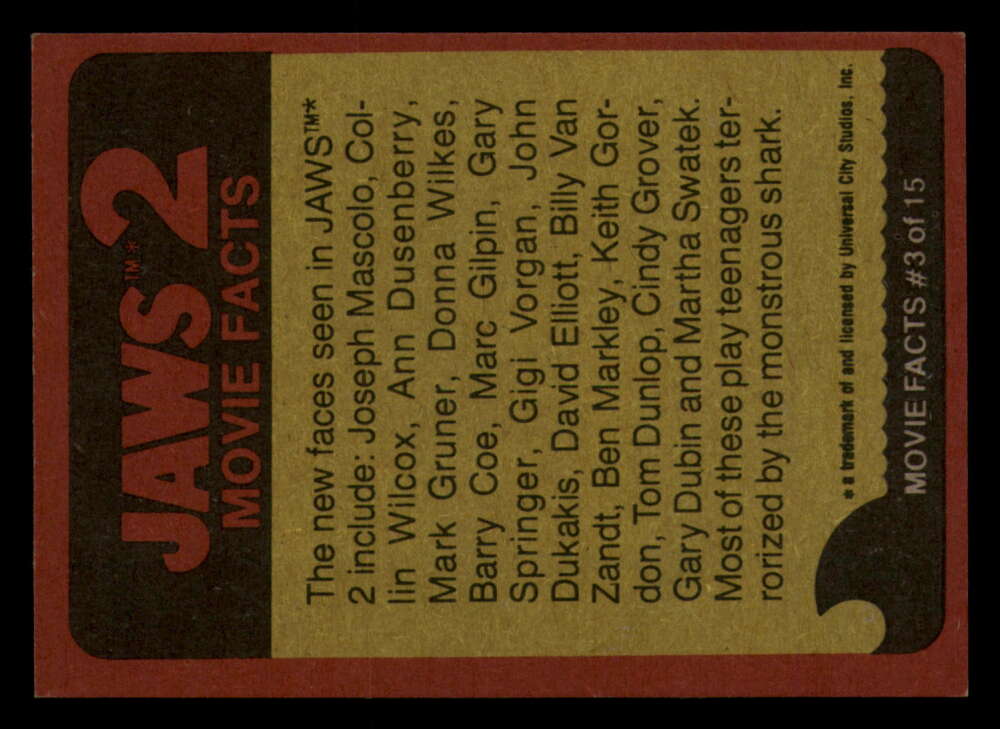 JAWS™* 2
MOVIE FACTS
The new faces seen in JAWS™*
2 include: Joseph Mascolo, Col-
lin Wilcox, Ann Dusenberry,
Mark Gruner, Donna Wilkes,
Barry Coe, Marc Gilpin, Gary
Springer, Gigi Vorgan, John
Dukakis, David Elliott, Billy Van
Zandt, Ben Markley, Keith Gor-
don, Tom Dunlop, Cindy Grover,
Gary Dubin and Martha Swatek.
Most of these play teenagers ter-
rorized by the monstrous shark.
* a trademark of and licensed by Universal City Studios, Inc.
MOVIE FACTS #3 of 15